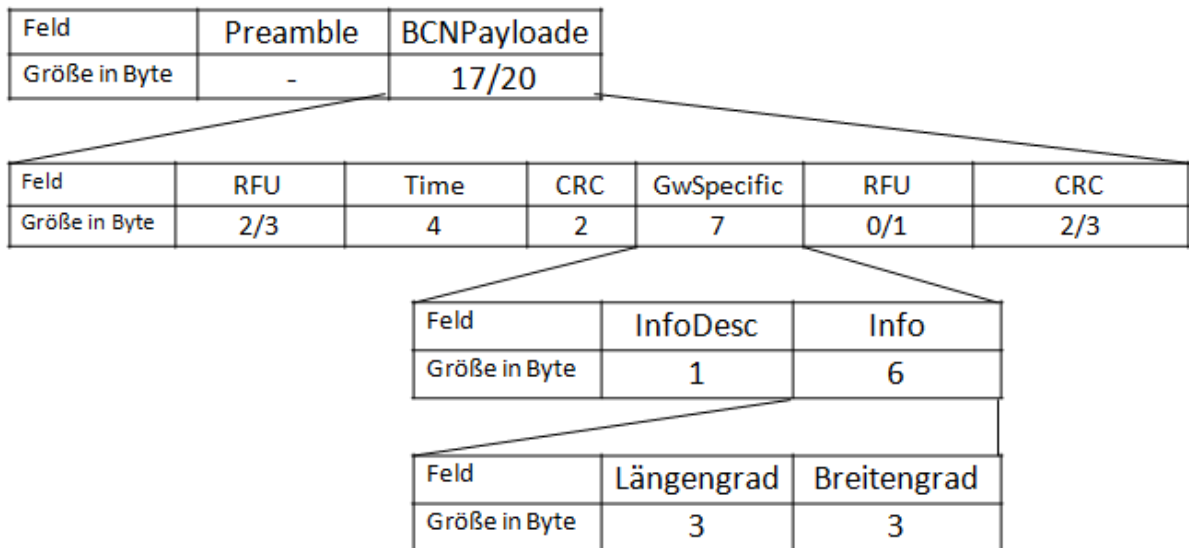 Feld Preamble BCNPayloade
Größe in Byte - 17/20
Feld RFU Time CRC GwSpecific RFU CRC
Größe in Byte 2/3 4 2 7 0/1 2/3
Feld InfoDesc Info
Größe in Byte 1 6
Feld Längengrad Breitengrad
Größe in Byte 3 3